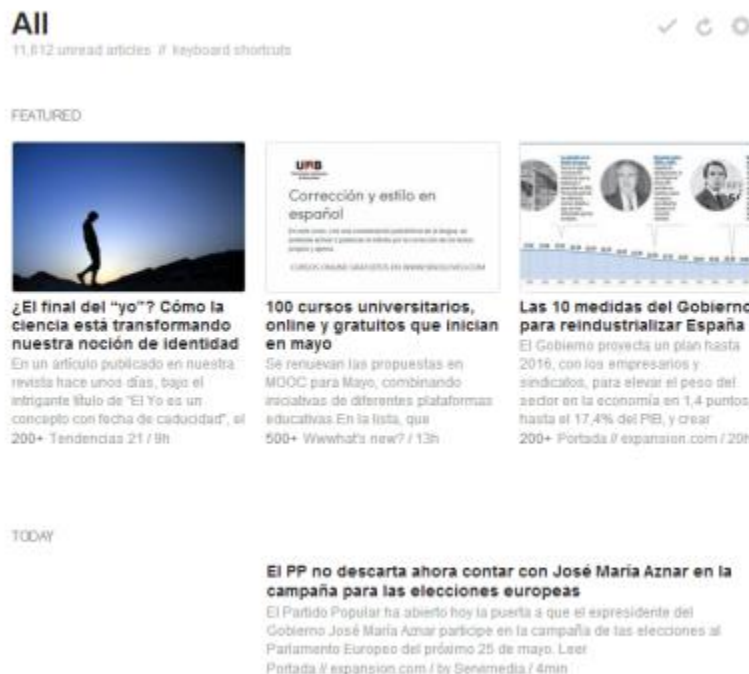 All
11,812 unread articles // keyboard shortcuts
FEATURED
UAB
Corrección y estilo en
español
¿El final del "yo"? Cómo la
ciencia está transformando
nuestra noción de identidad
En un artículo publicado en nuestra
revista hace unos días, bajo el
intrigante título de "El Yo es un
concepto con fecha de caducidad", el
200+ Tendencias 21 / 9h
100 cursos universitarios,
online y gratuitos que inician
en mayo
Se renuevan las propuestas en
MOOC para Mayo, combinando
iniciativas de diferentes plataformas
educativas.En la lista, que
500+ Wwwhat's new? / 13h
Las 10 medidas del Gobierno
para reindustrializar España
El Gobierno proyecta un plan hasta
2016, con los empresarios y
sindicatos, para elevar el peso del
sector en la economía en 1,4 puntos,
hasta el 17,4% del PIB, y crear
200+ Portada // expansion.com / 20h
TODAY
El PP no descarta ahora contar con José María Aznar en la
campaña para las elecciones europeas
El Partido Popular ha abierto hoy la puerta a que el expresidente del
Gobierno José María Aznar participe en la campaña de las elecciones al
Parlamento Europeo del próximo 25 de mayo. Leer
Portada // expansion.com / by Servimedia / 4min